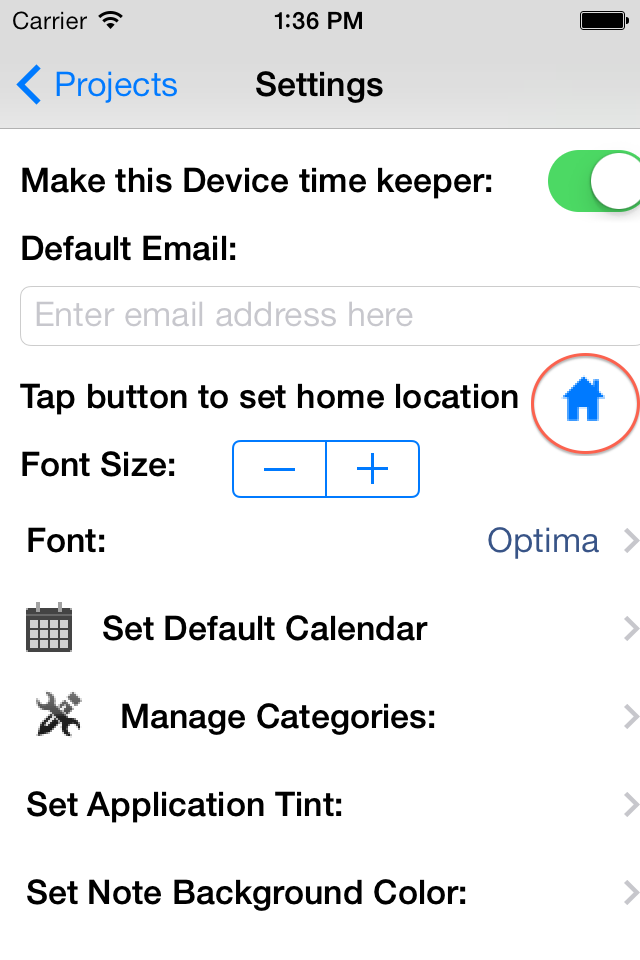 Carrier 1:36 PM
Projects Settings
Make this Device time keeper:
Default Email:
Enter email address here
Tap button to set home location
Font Size:
Font: Optima
Set Default Calendar
Manage Categories:
Set Application Tint:
Set Note Background Color: